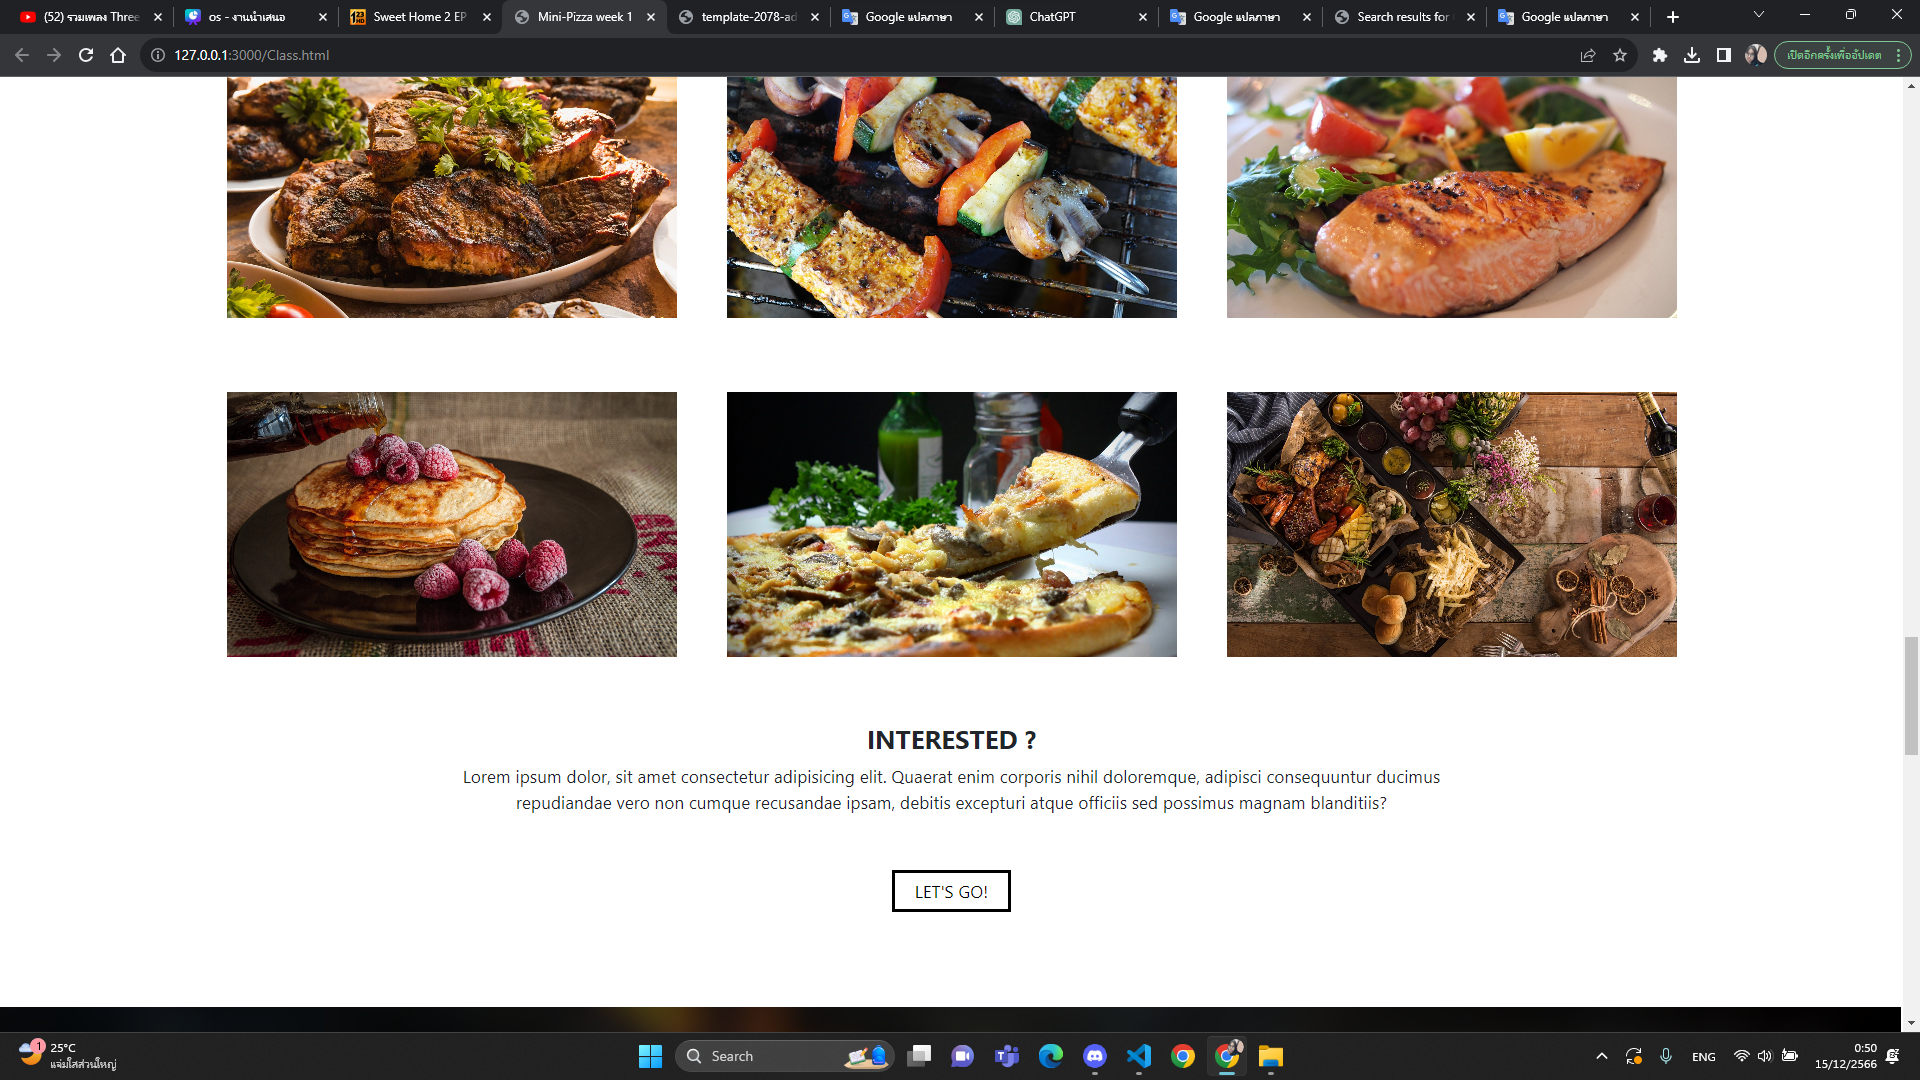 (52) รวมเพลง Three
os - งานนำเสนอ
Sweet Home 2 EP
Mini-Pizza week 1
template-2078-ad
Google แปลภาษา
ChatGPT
Google แปลภาษา
Search results for
Google แปลภาษา
127.0.0.1:3000/Class.html
เปิดอีกครั้งเพื่ออัปเดต
INTERESTED ?
Lorem ipsum dolor, sit amet consectetur adipisicing elit. Quaerat enim corporis nihil doloremque, adipisci consequuntur ducimus
repudiandae vero non cumque recusandae ipsam, debitis excepturi atque officiis sed possimus magnam blanditiis?
LET'S GO!
1
25°C
แจ่มใสส่วนใหญ่
Search
ENG
0:50
15/12/2566